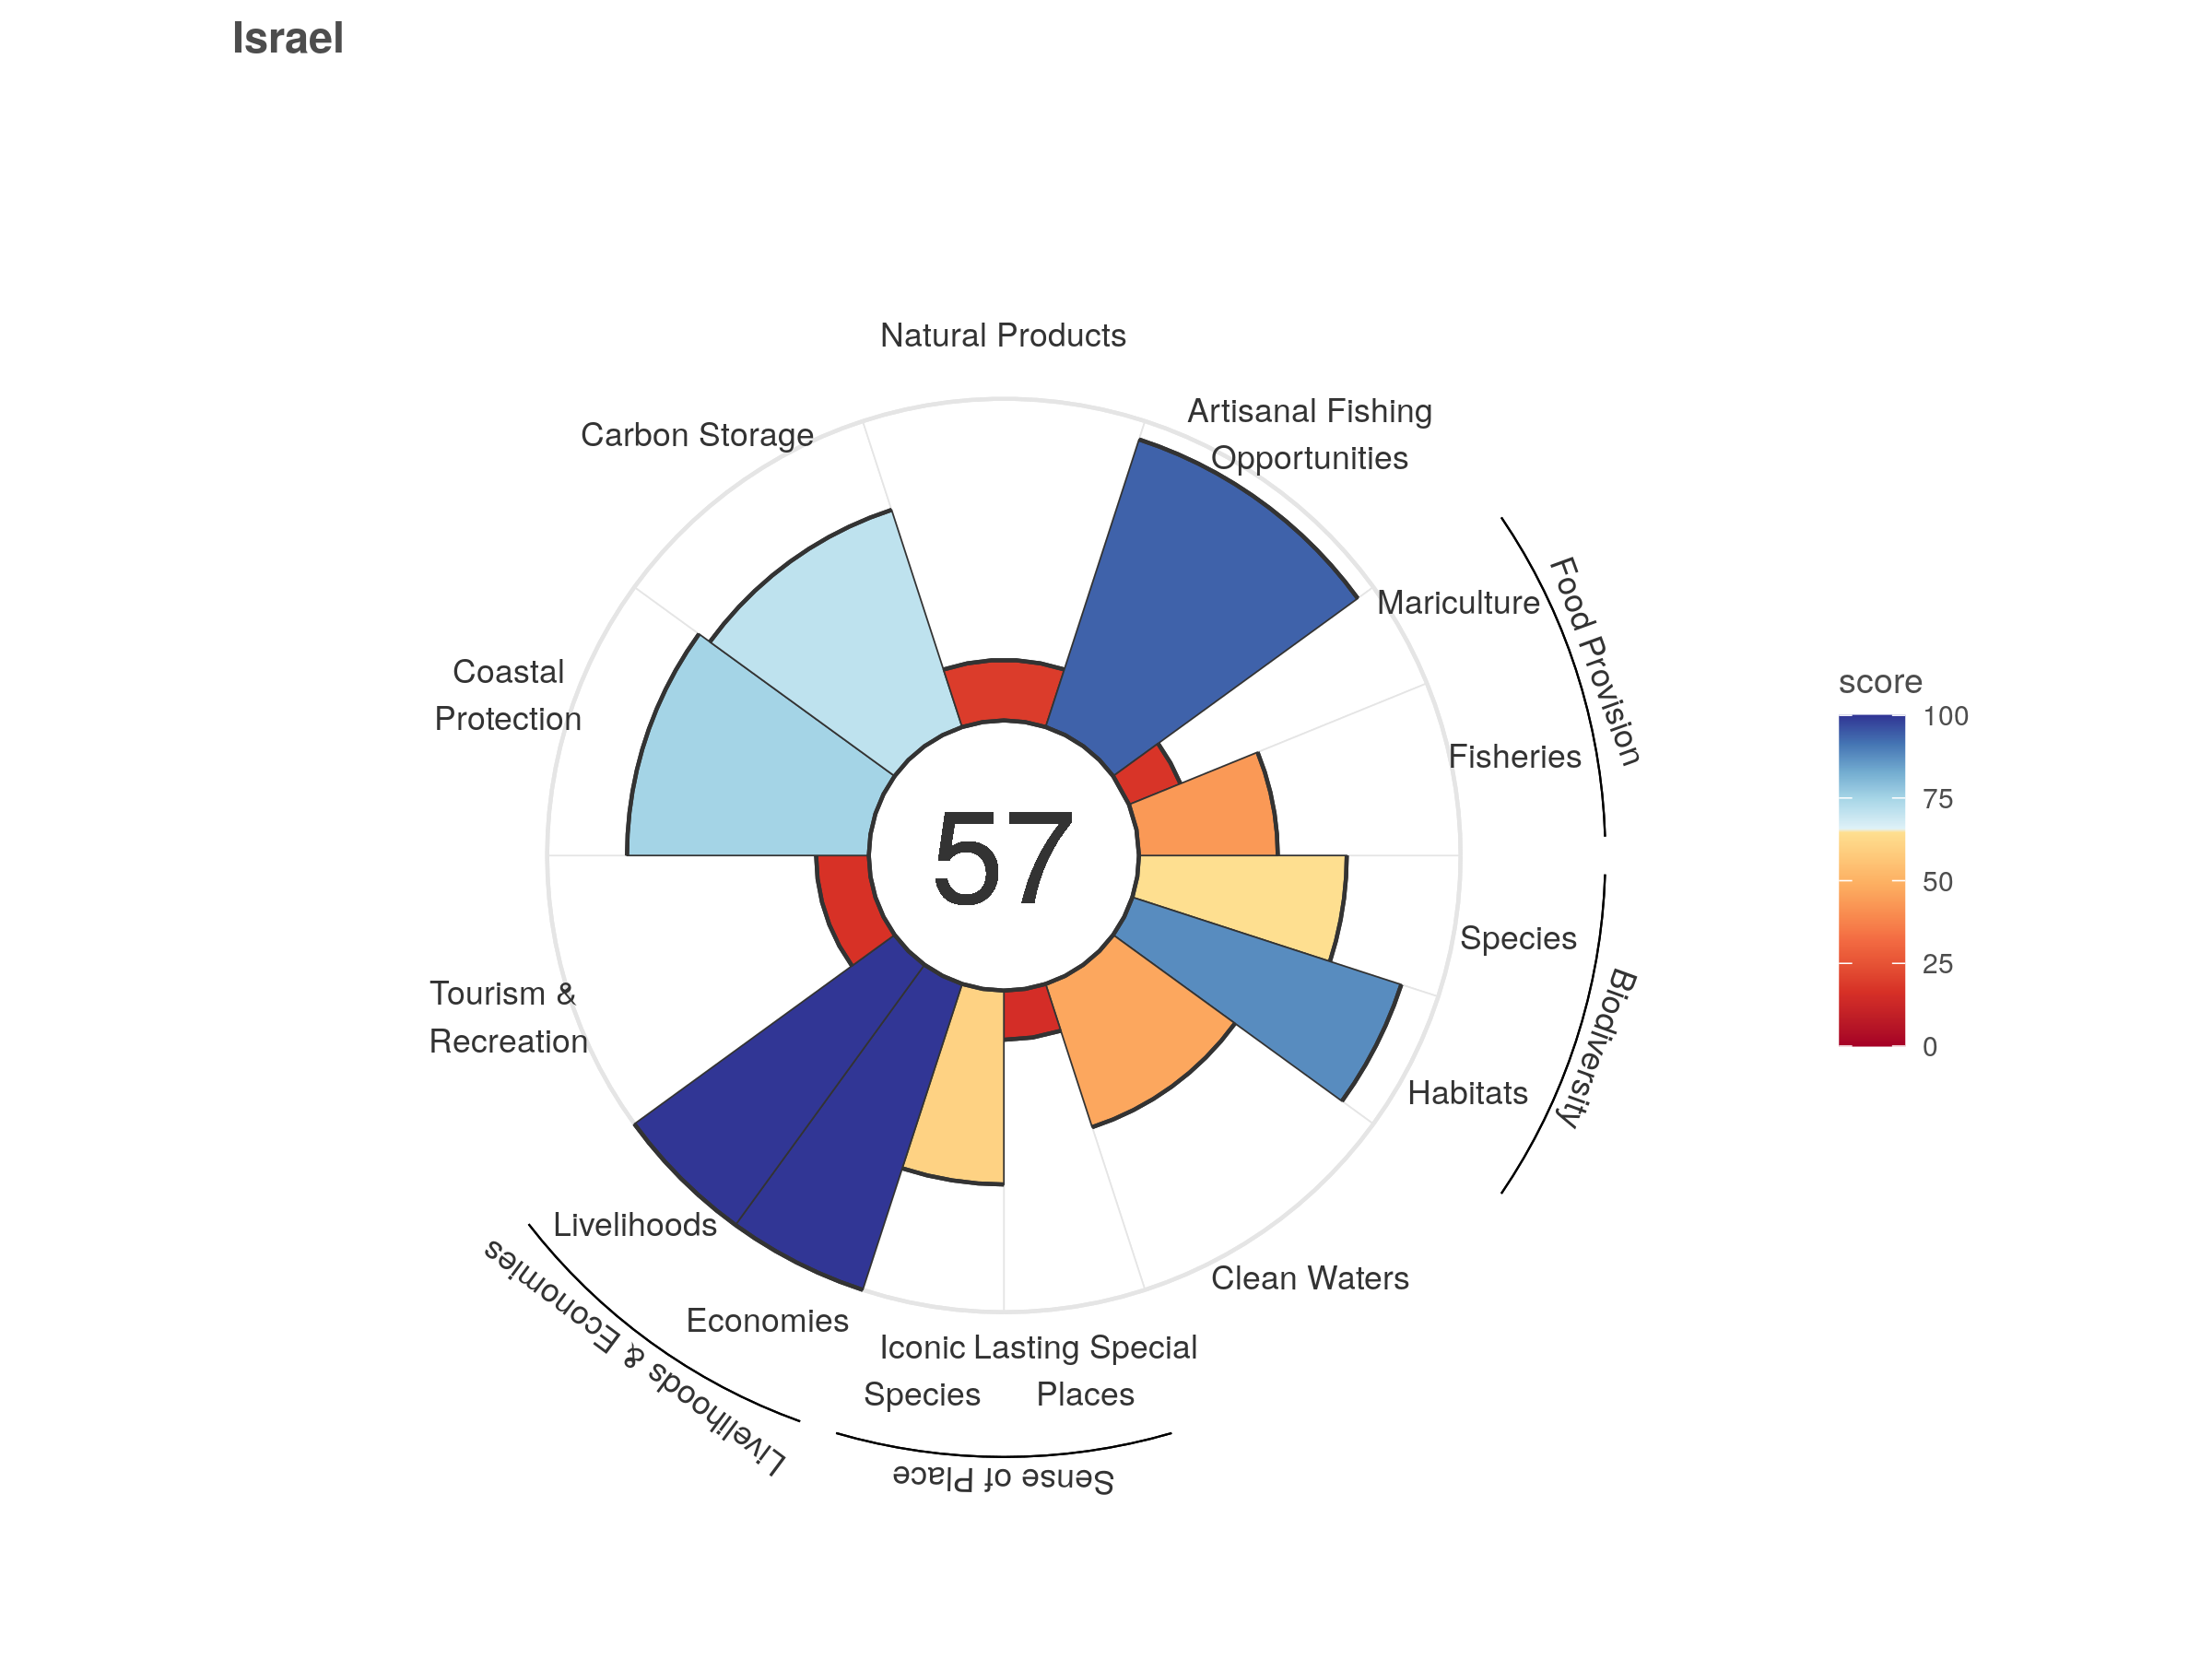 Israel
Natural Products
Artisanal Fishing
Opportunities
Carbon Storage
Mariculture
Food Provision
Fisheries
Coastal
Protection
score
100
75
50
25
0
57
Species
Biodiversity
Habitats
Tourism &
Recreation
Livelihoods
Clean Waters
Economies
Livelihoods & Economies
Iconic
Species
Lasting Special
Places
Sense of Place